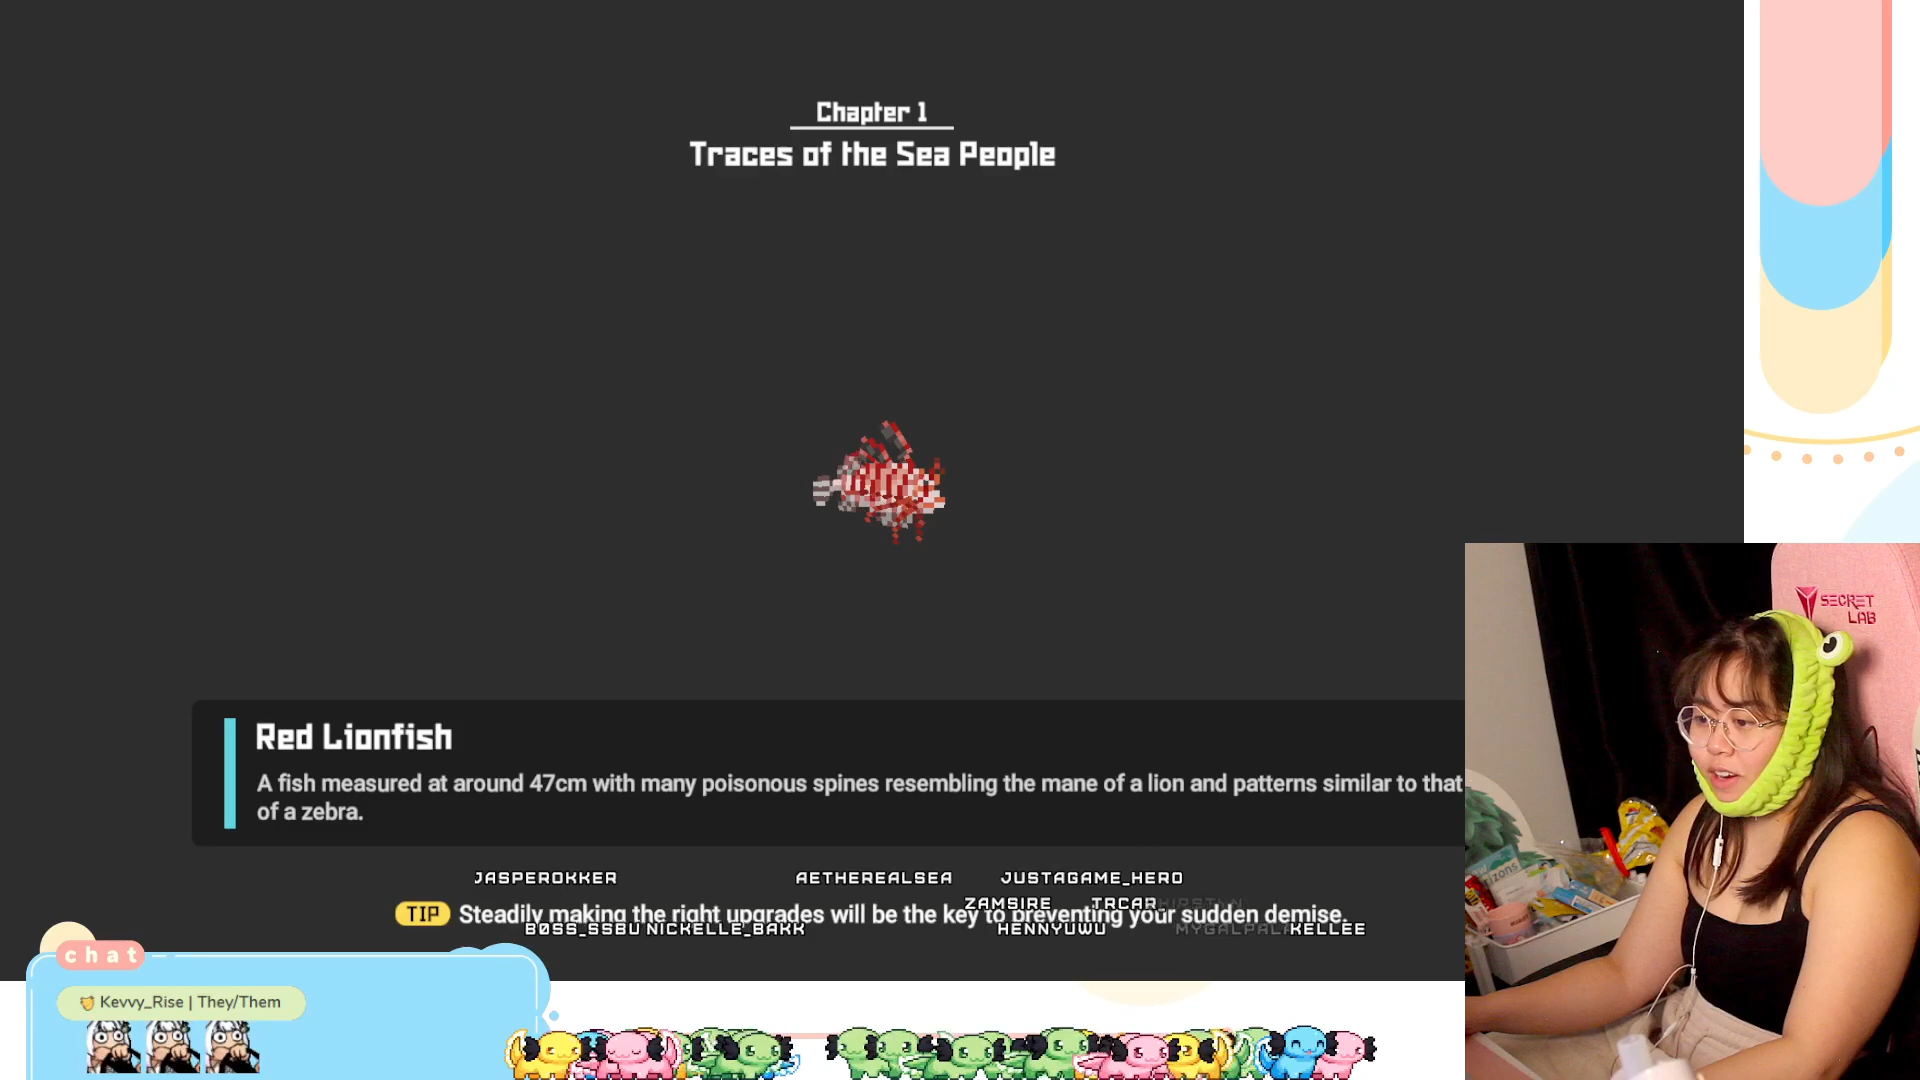 Chapter 1
Traces of the Sea People
SECRET
LAB
Red Lionfish
A fish measured at around 47cm with many poisonous spines resembling the mane of a lion and patterns similar to that
of a zebra.
JASPEROKKER
AETHEREALSEA
JUSTAGAME_HERO
ZAMSIRE
TRCAR
TIP Steadily making the right upgrades will be the key to preventing your sudden demise.
B0SS_SSBU
NICKELLE_BAKK
HENNYUWU
MYGALPAL
KELLEE
chat
Kevvy_Rise | They/Them